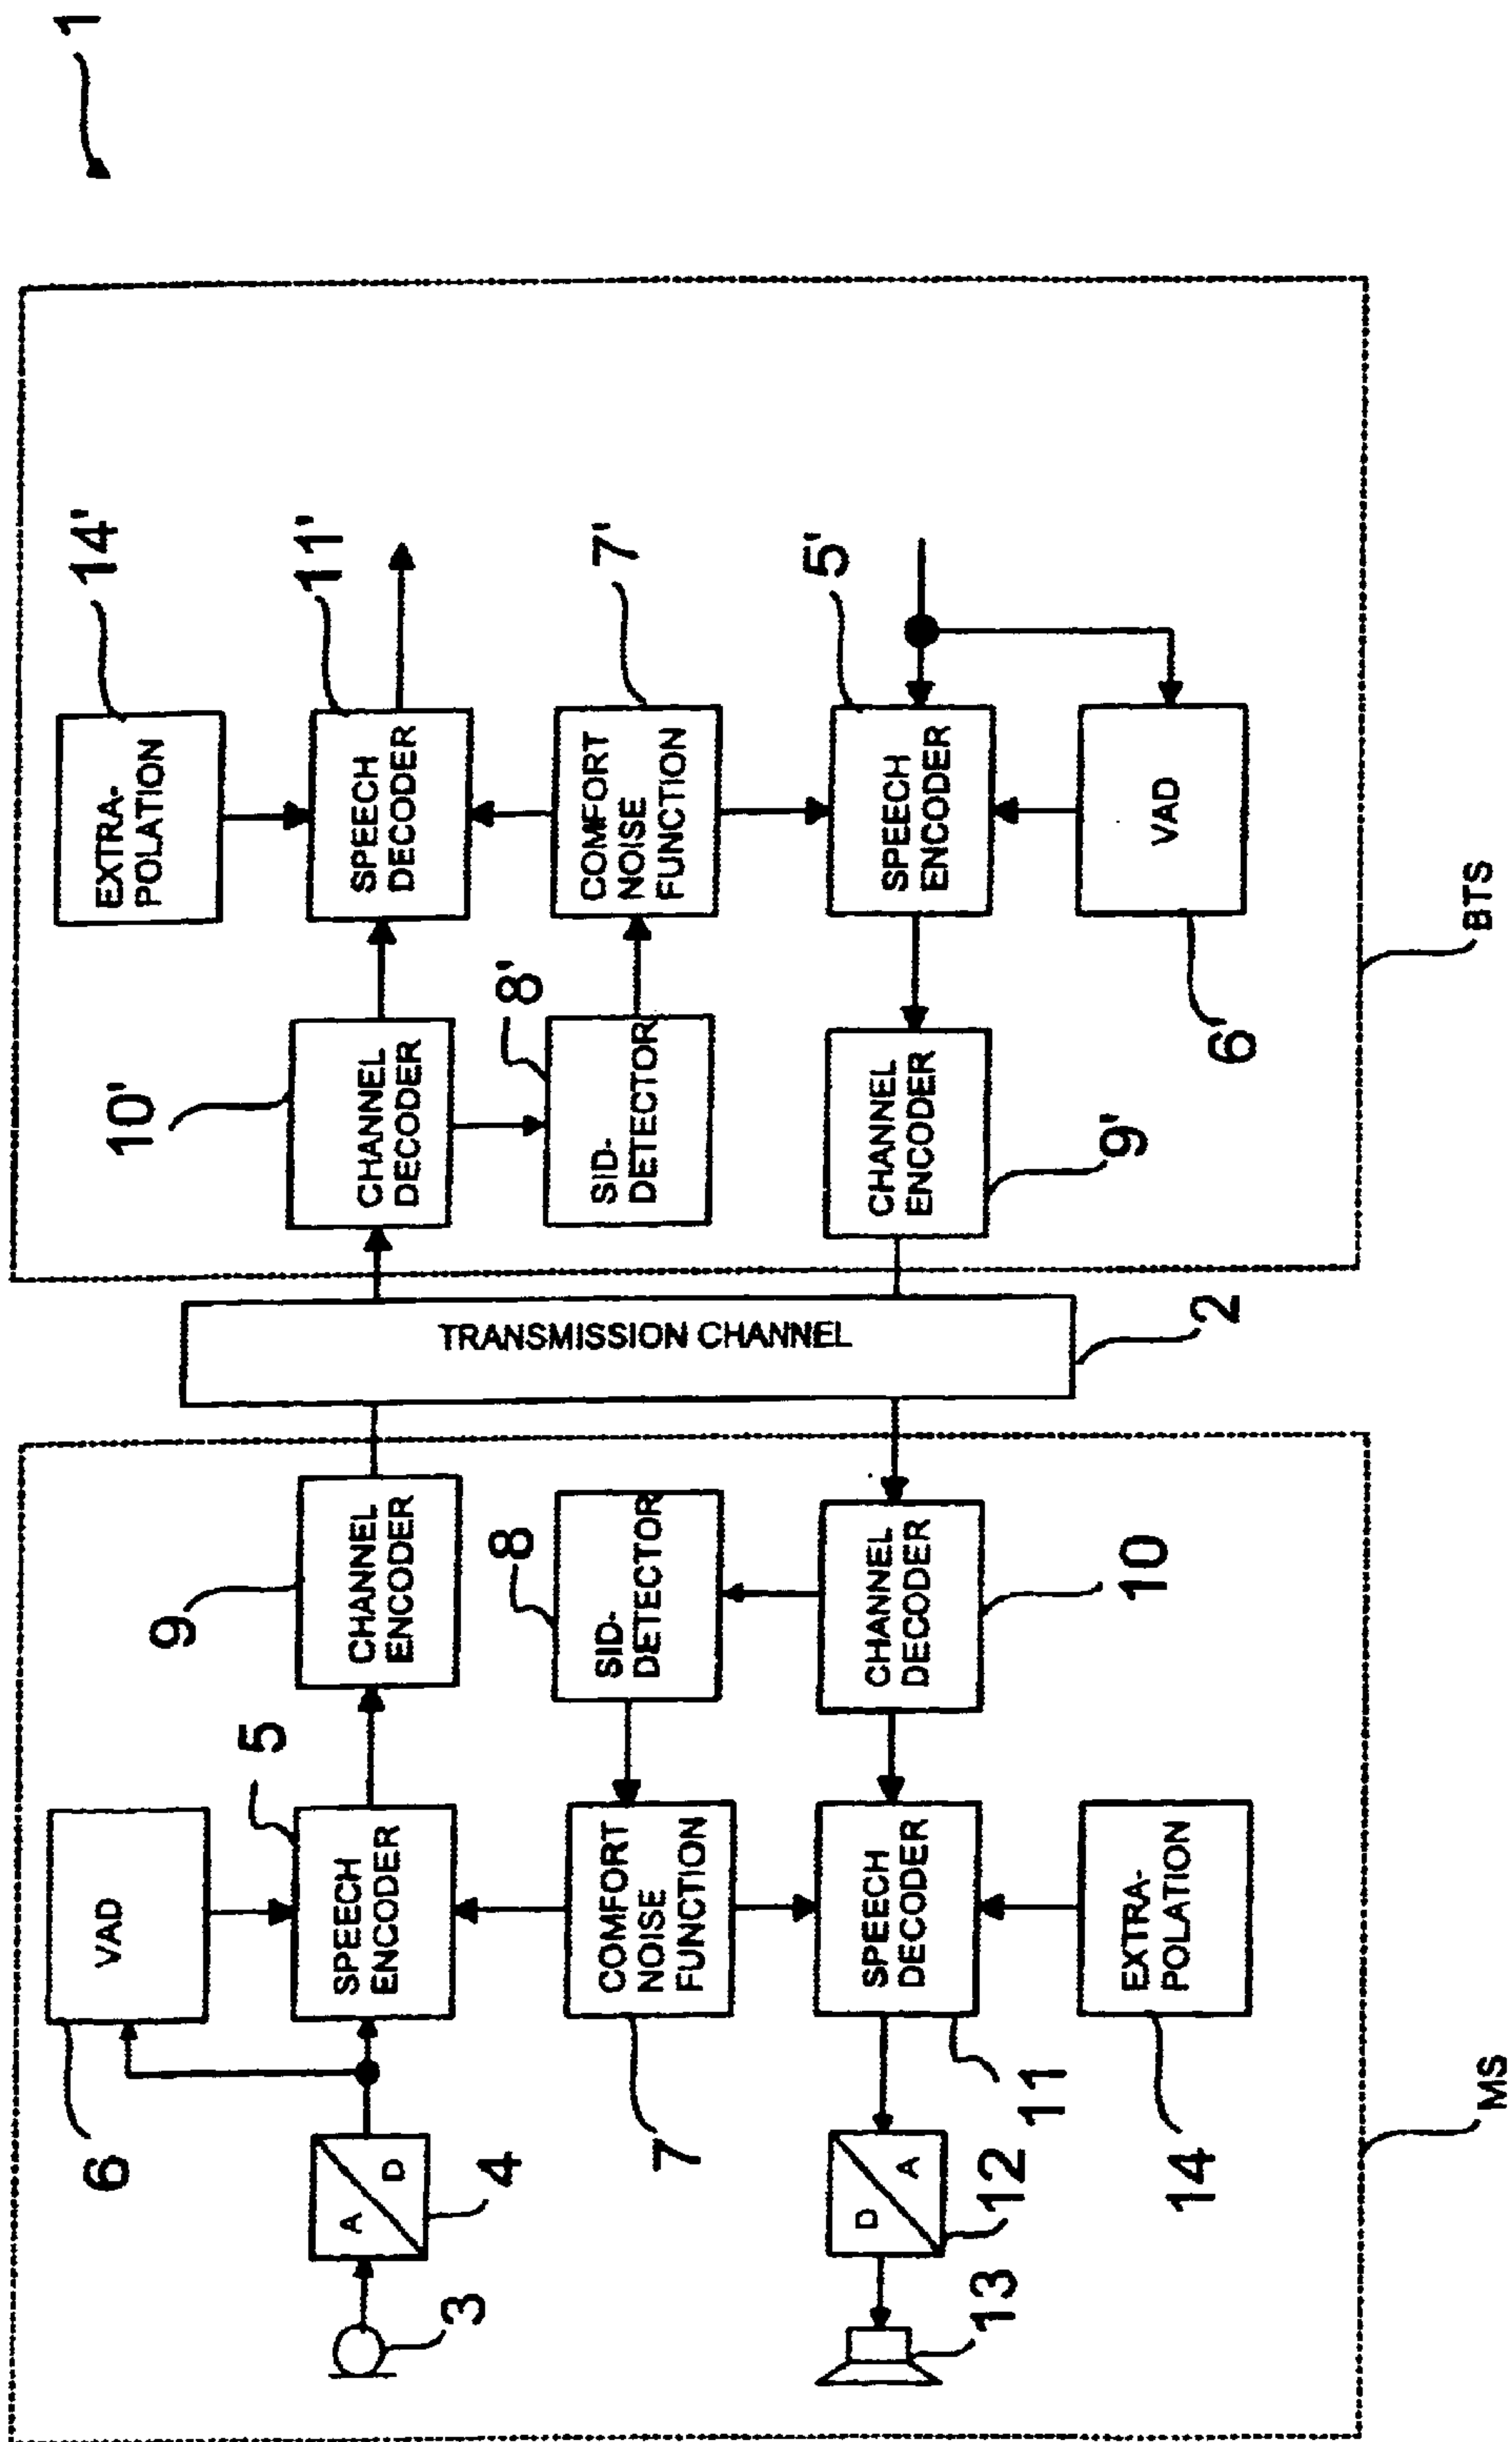 1
14'
11'
7'
5'
EXTRA-
POLATION
SPEECH
DECODER
COMFORT
NOISE
FUNCTION
SPEECH
ENCODER
VAD
10'
8'
6'
BTS
CHANNEL
DECODER
SID-
DETECTOR
CHANNEL
ENCODER
9'
TRANSMISSION CHANNEL
2
9
CHANNEL
ENCODER
8
SID-
DETECTOR
CHANNEL
DECODER
10
5
VAD
SPEECH
ENCODER
COMFORT
NOISE
FUNCTION
SPEECH
DECODER
EXTRA-
POLATION
6
A
D
4
7
D
A
12
11
14
MS
3
13